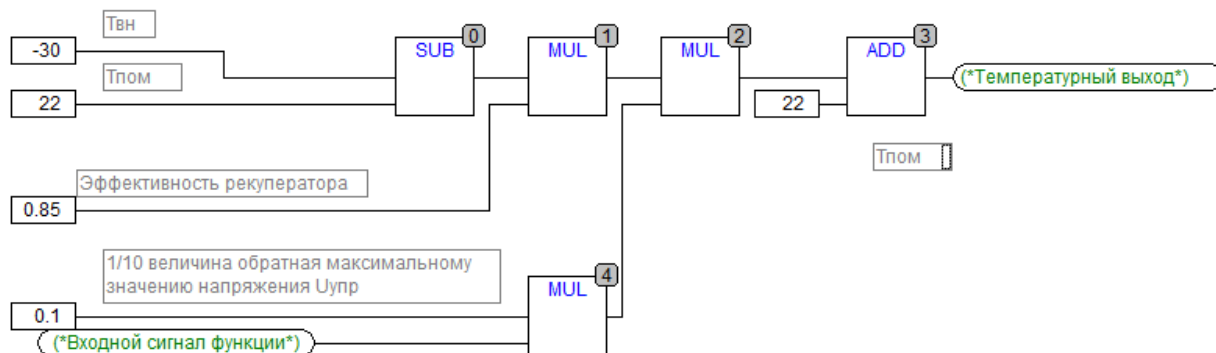 Твн
-30
SUB
0
MUL
1
MUL
2
ADD
3
(*Температурный выход*)
Тпом
22
22
Тпом
Эффективность рекуператора
0.85
1/10 величина обратная максимальному
значению напряжения Uупр
MUL
4
0.1
(*Входной сигнал функции*)